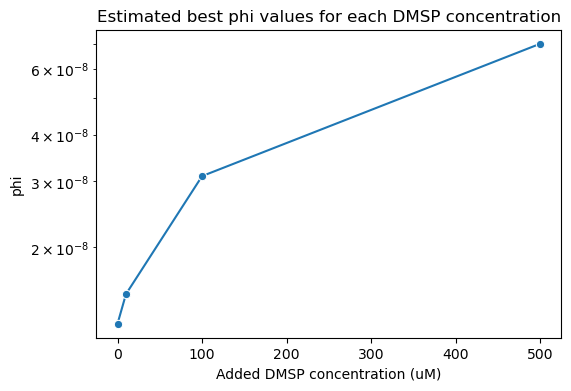 Estimated best phi values for each DMSP concentration
6 × 10⁻⁸
4 × 10⁻⁸
3 × 10⁻⁸
2 × 10⁻⁸
phi
0 100 200 300 400 500
Added DMSP concentration (uM)